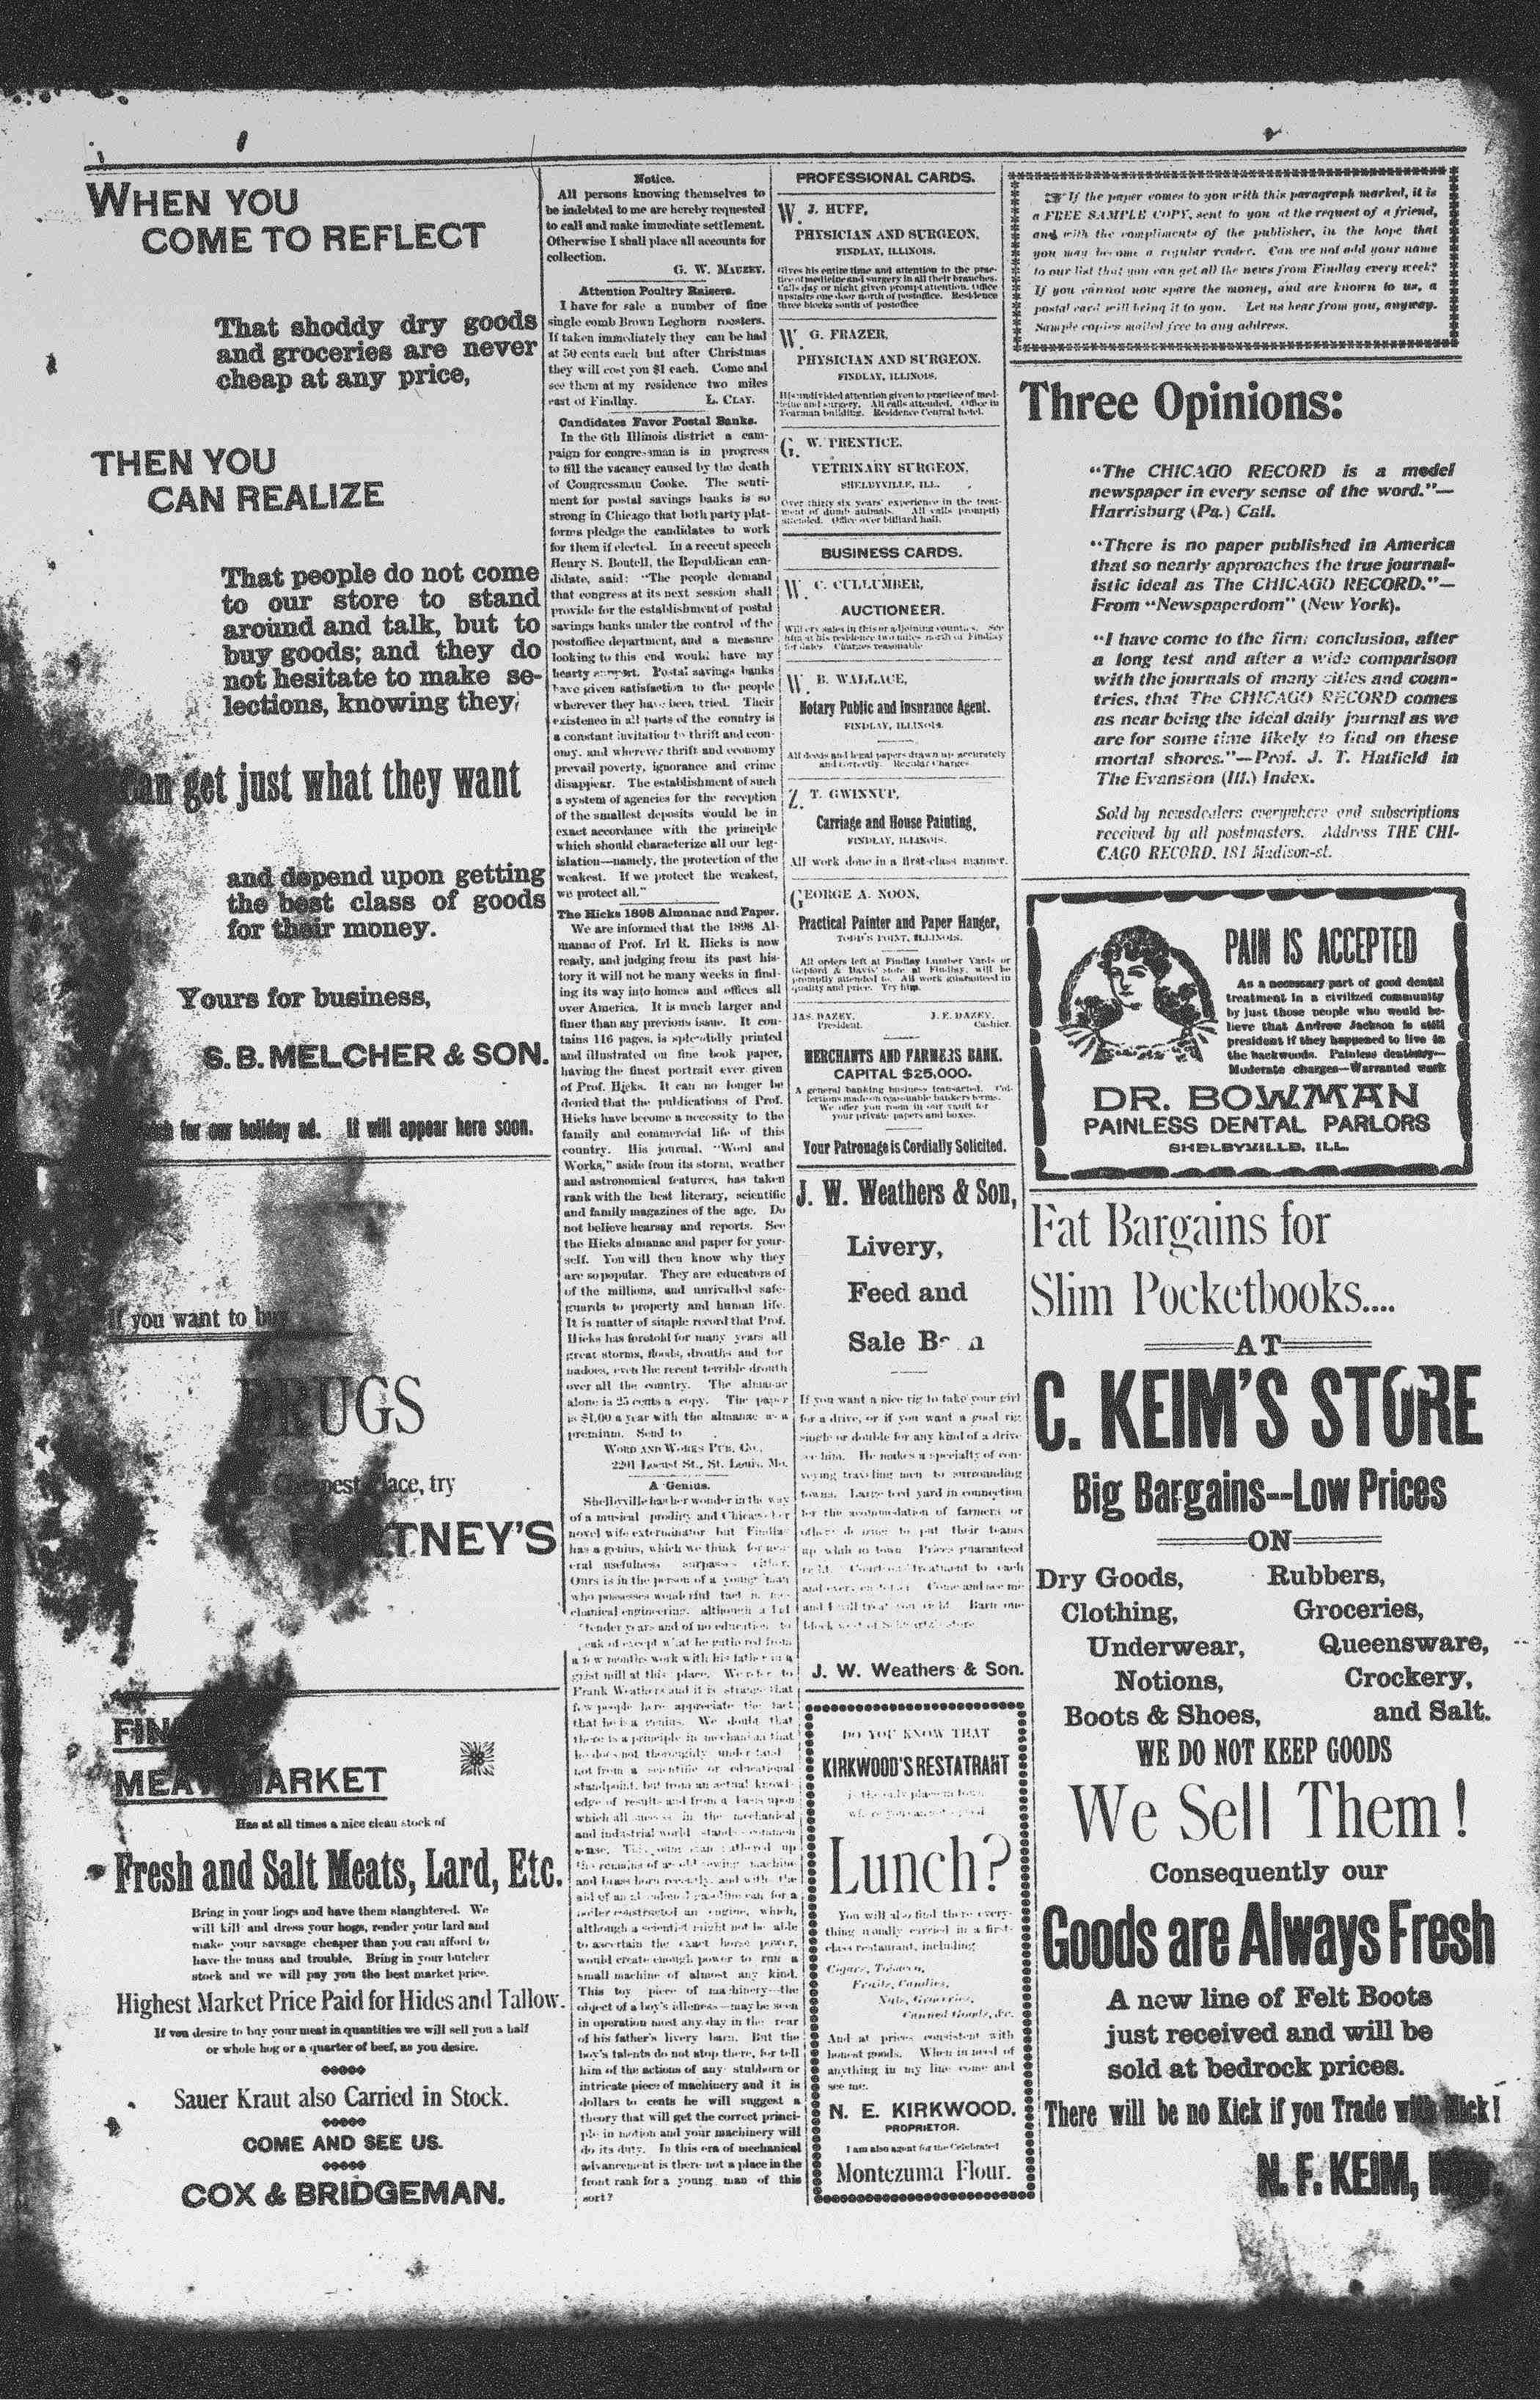 WHEN YOU
COME TO REFLECT
That shoddy dry goods
and groceries are never
cheap at any price,
THEN YOU
CAN REALIZE
That people do not come
to our store to stand
around and talk, but to
buy goods; and they do
not hesitate to make se-
lections, knowing they
can get just what they want
and depend upon getting
the best class of goods
for their money.
Yours for business,
S. B. MELCHER & SON.
for our holiday ad. It will appear here soon.
If you want to buy
DRUGS
Cheapest Place, try
TNEY'S
MEAT MARKET
Has at all times a nice clean stock of
Fresh and Salt Meats, Lard, Etc.
Bring in your hogs and have them slaughtered. We
will kill and dress your hogs, render your lard and
make your savsage cheaper than you can afford to
have the muss and trouble. Bring in your butcher
stock and we will pay you the best market price.
Highest Market Price Paid for Hides and Tallow.
If you desire to buy your meat in quantities we will sell you a half
or whole hog or a quarter of beef, as you desire.
Sauer Kraut also Carried in Stock.
COME AND SEE US.
COX & BRIDGEMAN.
Notice.
All persons knowing themselves to
be indebted to me are hereby requested
to call and make immediate settlement.
Otherwise I shall place all accounts for
collection.
G. W. MAUZEY.
Attention Poultry Raisers.
I have for sale a number of fine
single comb Brown Leghorn roosters.
If taken immediately they can be had
at 50 cents each but after Christmas
they will cost you $1 each. Come and
see them at my residence two miles
east of Findlay. L. CLAY.
Candidates Favor Postal Banks.
In the 6th Illinois district a cam-
paign for congressman is in progress
to fill the vacancy caused by the death
of Congressman Cooke. The senti-
ment for postal savings banks is so
strong in Chicago that both party plat-
forms pledge the candidates to work
for them if elected. In a recent speech
Henry S. Boutell, the Republican can-
didate, said: "The people demand
that congress at its next session shall
provide for the establishment of postal
savings banks under the control of the
postoffice department, and a measure
looking to this end would have my
hearty support. Postal savings banks
have given satisfaction to the people
wherever they have been tried. Their
existence in all parts of the country is
a constant invitation to thrift and econ-
omy, and wherever thrift and economy
prevail poverty, ignorance and crime
disappear. The establishment of such
a system of agencies for the reception
of the smallest deposits would be in
exact accordance with the principle
which should characterize all our leg-
islation—namely, the protection of the
weakest. If we protect the weakest,
we protect all."
The Hicks 1898 Almanac and Paper.
We are informed that the 1898 Al-
manac of Prof. Irl R. Hicks is now
ready, and judging from its past his-
tory it will not be many weeks in find-
ing its way into homes and offices all
over America. It is much larger and
finer than any previous issue. It con-
tains 116 pages, is splendidly printed
and illustrated on fine book paper,
having the finest portrait ever given
of Prof. Hicks. It can no longer be
denied that the publications of Prof.
Hicks have become a necessity to the
family and commercial life of this
country. His journal, "Word and
Works," aside from its storm, weather
and astronomical features, has taken
rank with the best literary, scientific
and family magazines of the age. Do
not believe hearsay and reports. See
the Hicks almanac and paper for your-
self. You will then know why they
are so popular. They are educators of
of the millions, and unrivalled safe-
guards to property and human life.
It is matter of simple record that Prof.
Hicks has foretold for many years all
great storms, floods, drouths and tor
nadoes, even the recent terrible drouth
over all the country. The almanac
alone is 25 cents a copy. The paper
is $1.00 a year with the almanac as a
premium. Send to
WORD AND WORKS PUB. CO.,
2201 Locust St., St. Louis, Mo.
A Genius.
Shelbyville has her wonder in the way
of a musical prodigy and Chicago her
novel wife exterminator but Findlay
has a genius, which we think for gen-
eral usefulness surpasses either.
Ours is in the person of a young man
who possesses wonderful tact in me-
chanical engineering, although a lad
tender years and of no education to
speak of except what he gathered from
a few months work with his father in a
grist mill at this place. We refer to
Frank Weathers and it is strange that
few people here appreciate the fact
that he is a genius. We doubt that
there is a principle in mechanism that
he does not thoroughly understand
not from a scientific or educational
standpoint, but from an actual knowl-
edge of results and from a basis upon
which all success in the mechanical
and industrial world stands—common
sense. This young man gathered up
the remains of an old sewing machine
and brass horn recently and with the
aid of an abandoned gasoline can for a
boiler constructed an engine, which,
although a scientist might not be able
to ascertain the exact horse power,
would create enough power to run a
small machine of almost any kind.
This toy piece of machinery—the
object of a boy's idleness—may be seen
in operation most any day in the rear
of his father's livery barn. But the
boy's talents do not stop there, for tell
him of the actions of any stubborn or
intricate piece of machinery and it is
dollars to cents he will suggest a
theory that will get the correct princi-
ple in motion and your machinery will
do its duty. In this era of mechanical
advancement is there not a place in the
front rank for a young man of this
sort?
PROFESSIONAL CARDS.
W. J. HUFF,
PHYSICIAN AND SURGEON,
FINDLAY, ILLINOIS.
Gives his entire time and attention to the prac-
tice of medicine and surgery in all their branches.
Calls day or night given prompt attention. Office
upstairs one door north of postoffice. Residence
three blocks south of postoffice
W. G. FRAZER,
PHYSICIAN AND SURGEON.
FINDLAY, ILLINOIS.
His undivided attention given to practice of med-
icine and surgery. All calls attended. Office in
Yearman building. Residence Central hotel.
G. W. PRENTICE,
VETRINARY SURGEON,
SHELBYVILLE, ILL.
Over thirty six years' experience in the treat-
ment of dumb animals. All calls promptly
attended. Office over billiard hall.
BUSINESS CARDS.
W. C. CULLUMBER,
AUCTIONEER.
Will cry sales in this or adjoining counties. See
him at his residence two miles north of Findlay
for dates. Charges reasonable
W. B. WALLACE,
Notary Public and Insurance Agent.
FINDLAY, ILLINOIS.
All deeds and legal papers drawn up accurately
and correctly. Regular Charges
Z. T. GWINNUP,
Carriage and House Painting,
FINDLAY, ILLINOIS.
All work done in a first-class manner.
GEORGE A. NOON,
Practical Painter and Paper Hanger,
TODD'S POINT, ILLINOIS.
All orders left at Findlay Lumber Yards or
Gepford & Davis' store at Findlay, will be
promptly attended to. All work guaranteed in
quality and price. Try him.
JAS. DAZEY, J. E. DAZEY,
President. Cashier.
MERCHANTS AND FARMERS BANK.
CAPITAL $25,000.
A general banking business transacted. Col-
lections made on reasonable bankers terms.
We offer you room in our vault for
your private papers and boxes.
Your Patronage is Cordially Solicited.
J. W. Weathers & Son,
Livery,
Feed and
Sale
If you want a nice rig to take your girl
for a drive, or if you want a good rig
single or double for any kind of a drive
see him. He makes a specialty of con-
veying traveling men to surrounding
towns. Large feed yard in connection
for the accommodation of farmers or
others desiring to put their teams
up while in town. Prices guaranteed
right. Courteous treatment to each
and every Come and see me
and I will treat you right. Barn one
block west of store.
J. W. Weathers & Son.
DO YOU KNOW THAT
KIRKWOOD'S RESTATRANT
is the only place in town
where you can get a good
Lunch?
You will also find there every-
thing usually carried in a first-
class restaurant, including
Cigars, Tobacco,
Fruits, Candies,
Nuts, Groceries,
Canned Goods, &c.
And at prices consistent with
honest goods. When in need of
anything in my line come and
see me.
N. E. KIRKWOOD,
PROPRIETOR.
I am also agent for the Celebrated
Montezuma Flour.
If the paper comes to you with this paragraph marked, it is
a FREE SAMPLE COPY, sent to you at the request of a friend,
and with the compliments of the publisher, in the hope that
you may become a regular reader. Can we not add your name
to our list that you can get all the news from Findlay every week?
If you cannot now spare the money, and are known to us, a
postal card will bring it to you. Let us hear from you, anyway.
Sample copies mailed free to any address.
Three Opinions:
"The CHICAGO RECORD is a model
newspaper in every sense of the word."—
Harrisburg (Pa.) Call.
"There is no paper published in America
that so nearly approaches the true journal-
istic ideal as The CHICAGO RECORD."—
From "Newspaperdom" (New York).
"I have come to the firm conclusion, after
a long test and after a wide comparison
with the journals of many cities and coun-
tries, that The CHICAGO RECORD comes
as near being the ideal daily journal as we
are for some time likely to find on these
mortal shores."—Prof. J. T. Hatfield in
The Evanston (Ill.) Index.
Sold by newsdealers everywhere and subscriptions
received by all postmasters. Address THE CHI-
CAGO RECORD, 181 Madison-st.
PAIN IS ACCEPTED
As a necessary part of good dental
treatment in a civilized community
by just those people who would be-
lieve that Andrew Jackson is still
president if they happened to live in
the backwoods. Painless dentistry—
Moderate charges—Warranted work
DR. BOWMAN
PAINLESS DENTAL PARLORS
SHELBYVILLE, ILL.
Fat Bargains for
Slim Pocketbooks....
AT
C. KEIM'S STORE
Big Bargains--Low Prices
ON
Dry Goods, Rubbers,
Clothing, Groceries,
Underwear, Queensware,
Notions, Crockery,
Boots & Shoes, and Salt.
WE DO NOT KEEP GOODS
We Sell Them!
Consequently our
Goods are Always Fresh
A new line of Felt Boots
just received and will be
sold at bedrock prices.
There will be no Kick if you Trade with Nick!
N. F. KEIM,